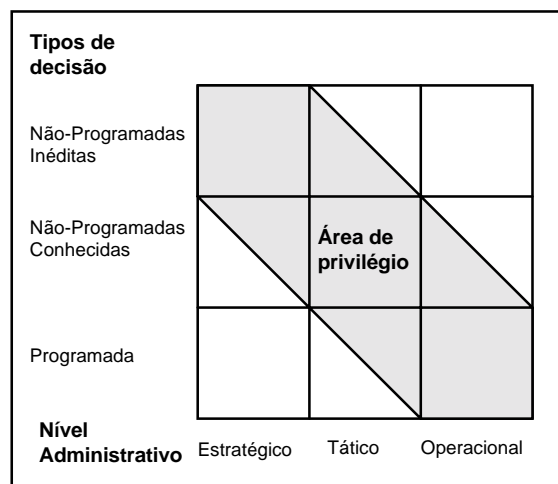 Tipos de
decisão
Não-Programadas
Inéditas
Não-Programadas
Conhecidas
Área de
privilégio
Programada
Nível
Administrativo
Estratégico
Tático
Operacional